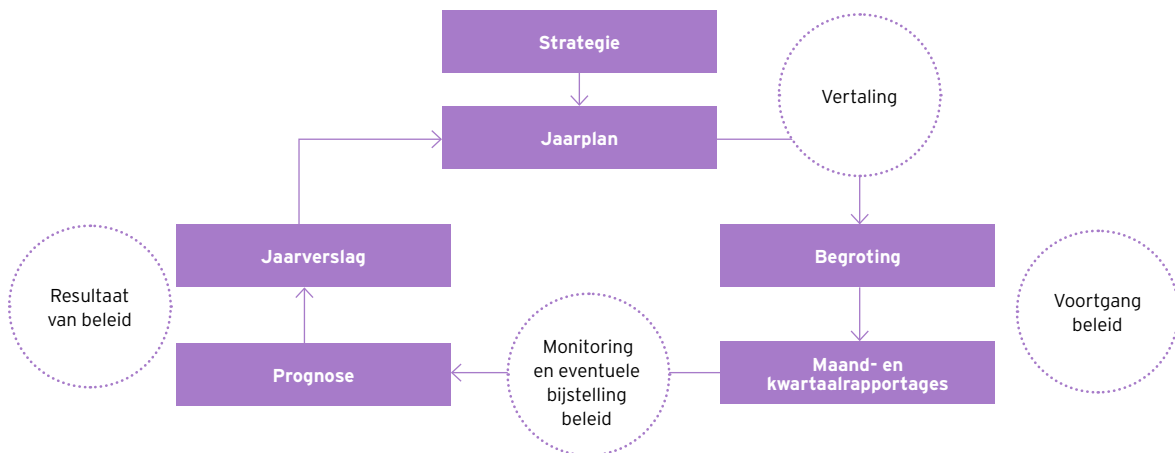 Strategie
Vertaling
Jaarplan
Jaarverslag
Begroting
Resultaat
van beleid
Voortgang
beleid
Monitoring
en eventuele
bijstelling
beleid
Prognose
Maand- en
kwartaalrapportages